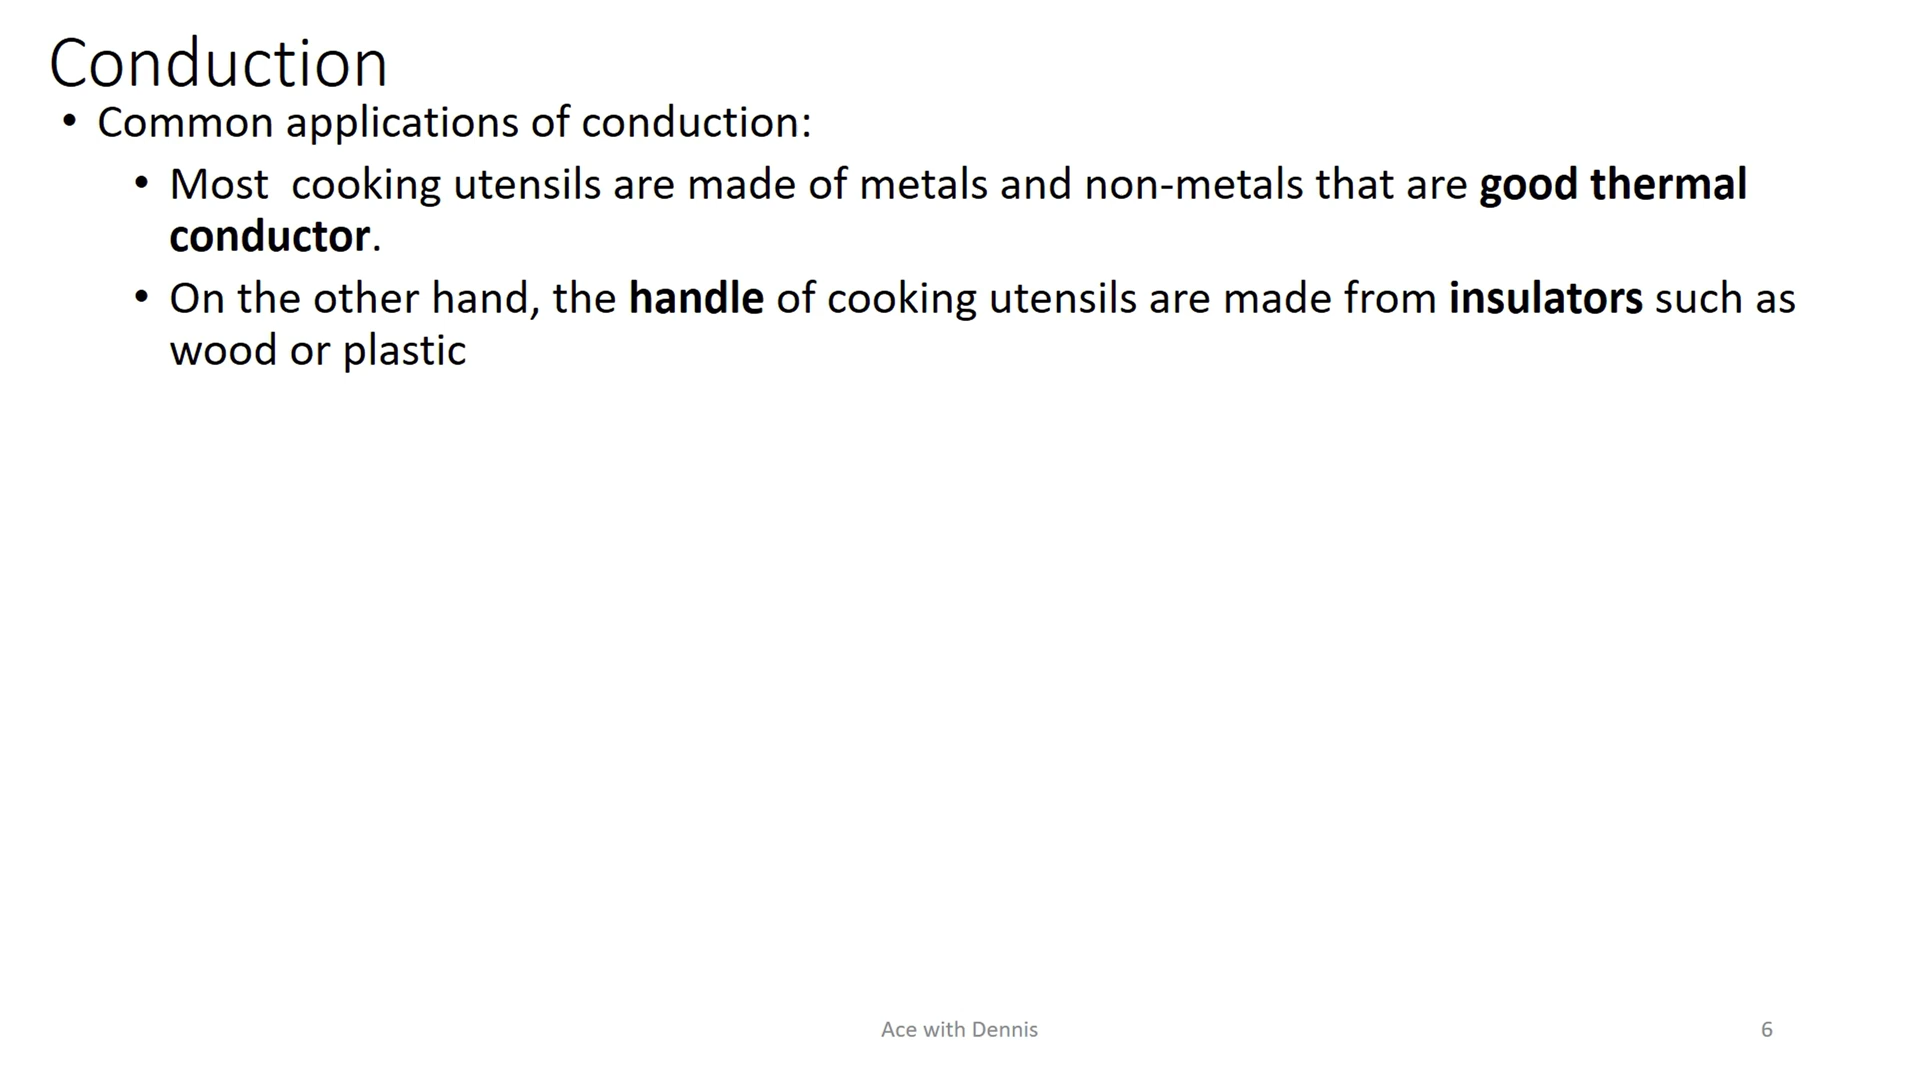 Conduction
• Common applications of conduction:
• Most  cooking utensils are made of metals and non-metals that are good thermal
conductor.
• On the other hand, the handle of cooking utensils are made from insulators such as
wood or plastic
Ace with Dennis
6